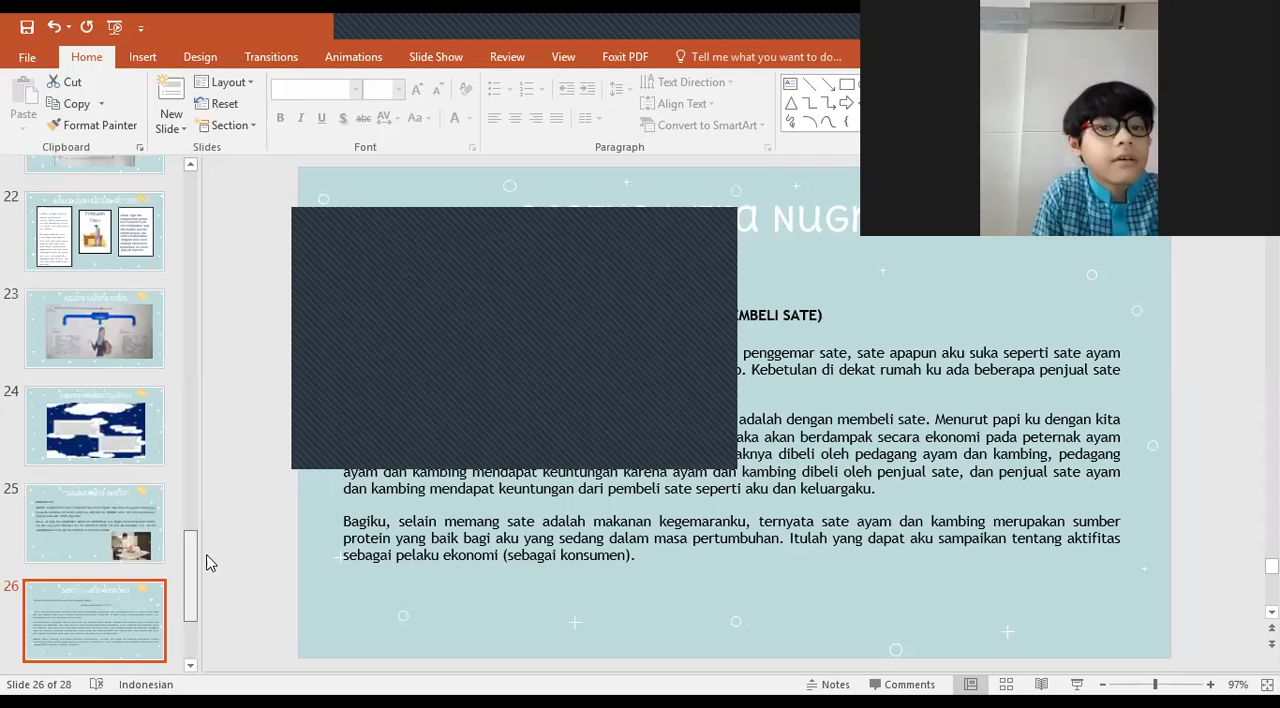 File Home Insert Design Transitions Animations Slide Show Review View Foxit PDF Tell me what you want to do...
Cut
Copy
Format Painter
Paste
Clipboard
New
Slide
Layout
Reset
Section
Slides
Font
Text Direction
Align Text
Convert to SmartArt
Paragraph
22
23
24
25
26
NUGR
MBELI SATE)
penggemar sate, sate apapun aku suka seperti sate ayam
Kebetulan di dekat rumah ku ada beberapa penjual sate
adalah dengan membeli sate. Menurut papi ku dengan kita
aka akan berdampak secara ekonomi pada peternak ayam
aknya dibeli oleh pedagang ayam dan kambing, pedagang
ayam dan kambing mendapat keuntungan karena ayam dan kambing dibeli oleh penjual sate, dan penjual sate ayam
dan kambing mendapat keuntungan dari pembeli sate seperti aku dan keluargaku.
Bagiku, selain memang sate adalah makanan kegemaranku, ternyata sate ayam dan kambing merupakan sumber
protein yang baik bagi aku yang sedang dalam masa pertumbuhan. Itulah yang dapat aku sampaikan tentang aktifitas
sebagai pelaku ekonomi (sebagai konsumen).
Slide 26 of 28 Indonesian Notes Comments 97%